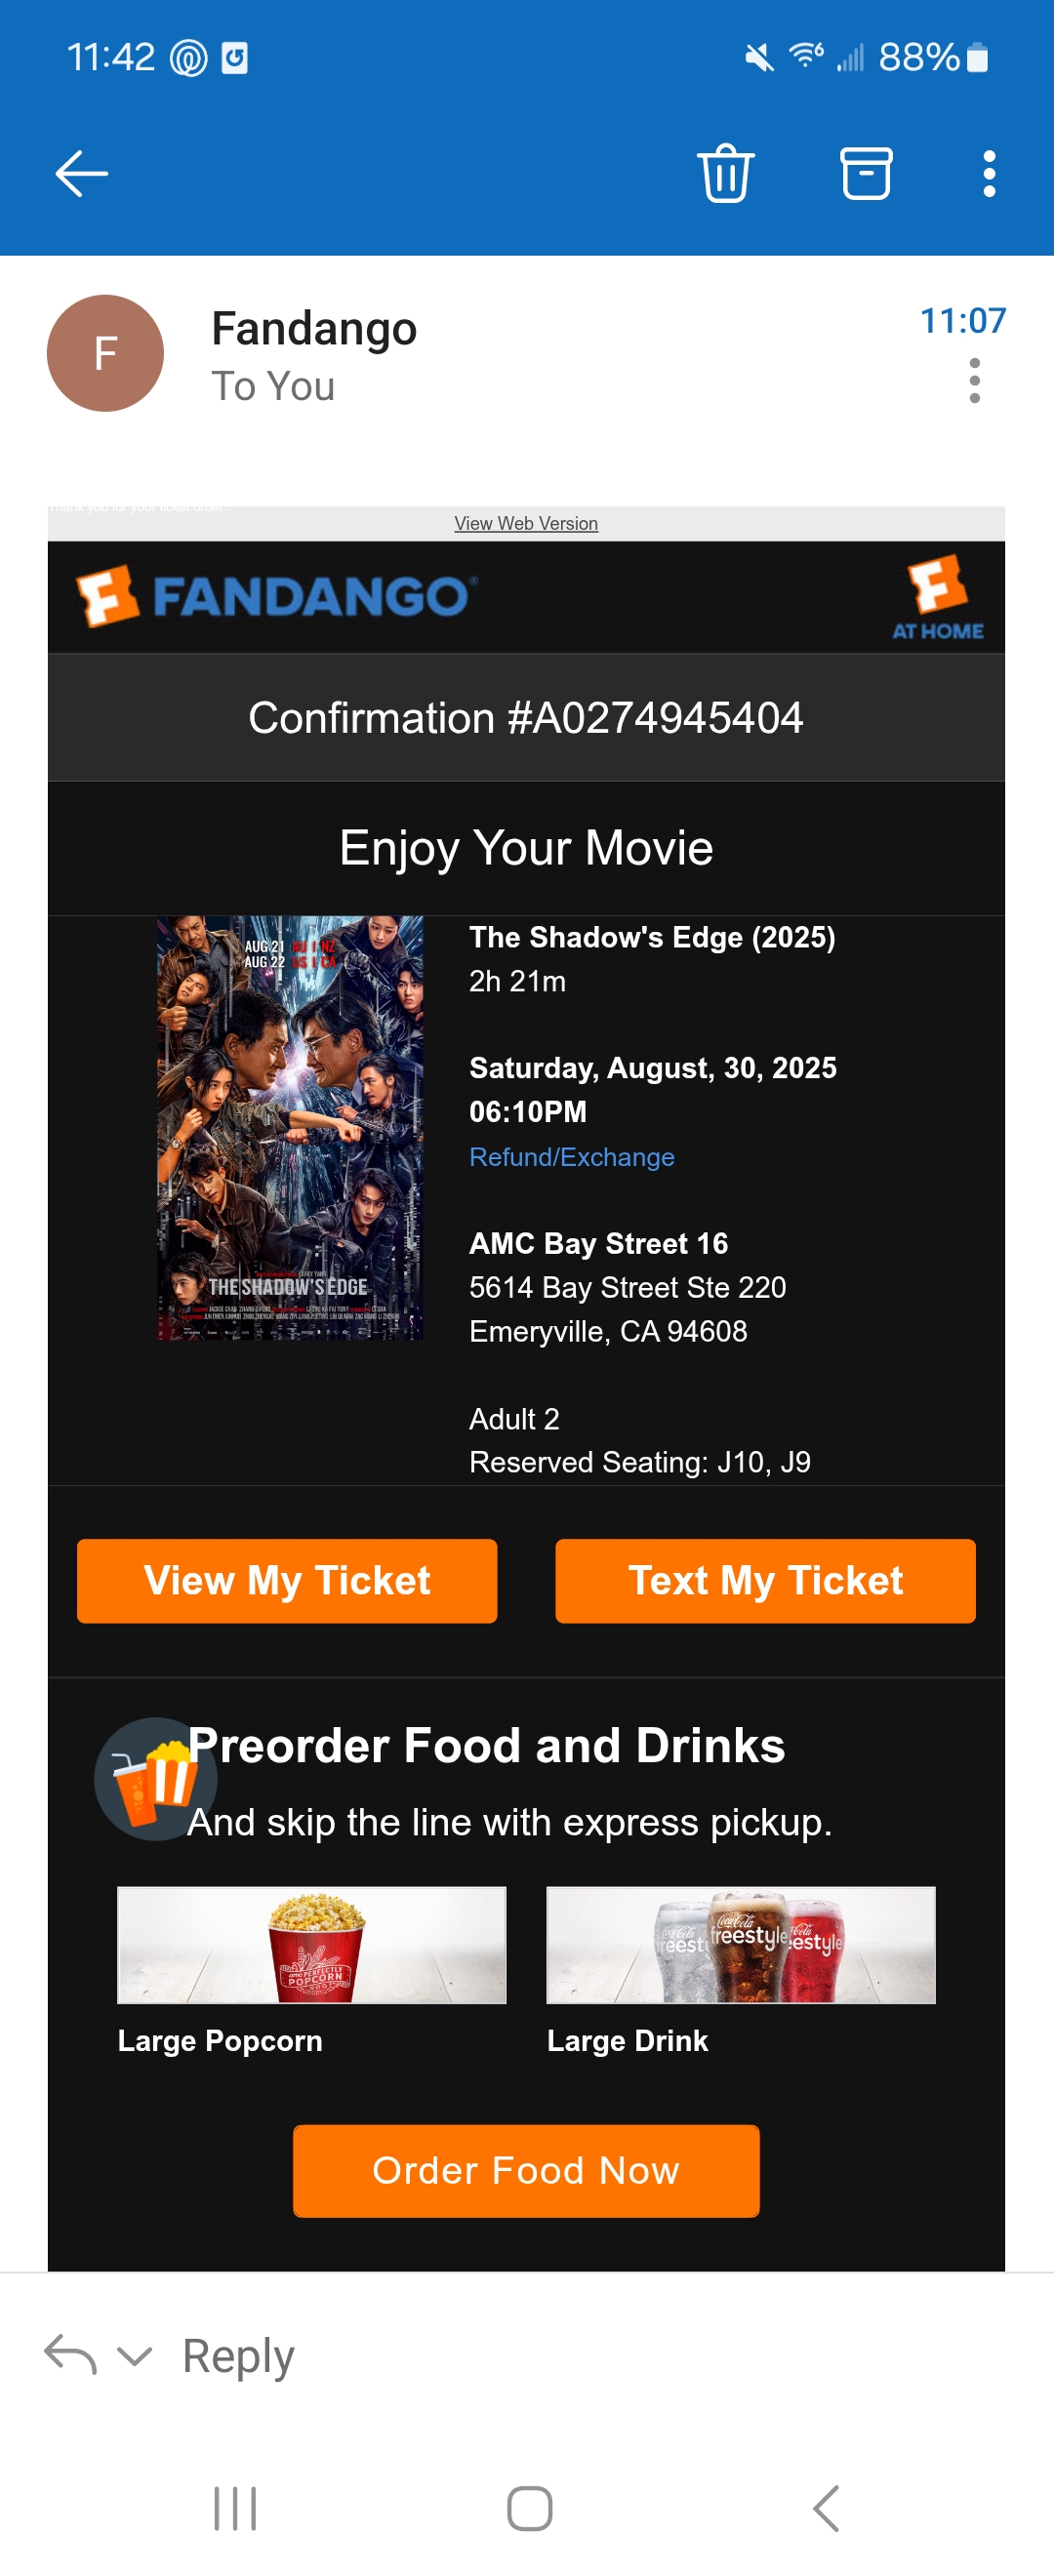 11:42
6
88%
F
Fandango
11:07
To You
Thank you for your ticket order.
View Web Version
FANDANGO®
AT HOME
Confirmation #A0274945404
Enjoy Your Movie
AUG 21 AU | NZ
AUG 22 US | CA
THE SHADOW'S EDGE
The Shadow's Edge (2025)
2h 21m
Saturday, August, 30, 2025
06:10PM
Refund/Exchange
AMC Bay Street 16
5614 Bay Street Ste 220
Emeryville, CA 94608
Adult 2
Reserved Seating: J10, J9
View My Ticket
Text My Ticket
Preorder Food and Drinks
And skip the line with express pickup.
amc PERFECTLY
POPCORN
Coca-Cola
freestyle
Large Popcorn
Large Drink
Order Food Now
Reply